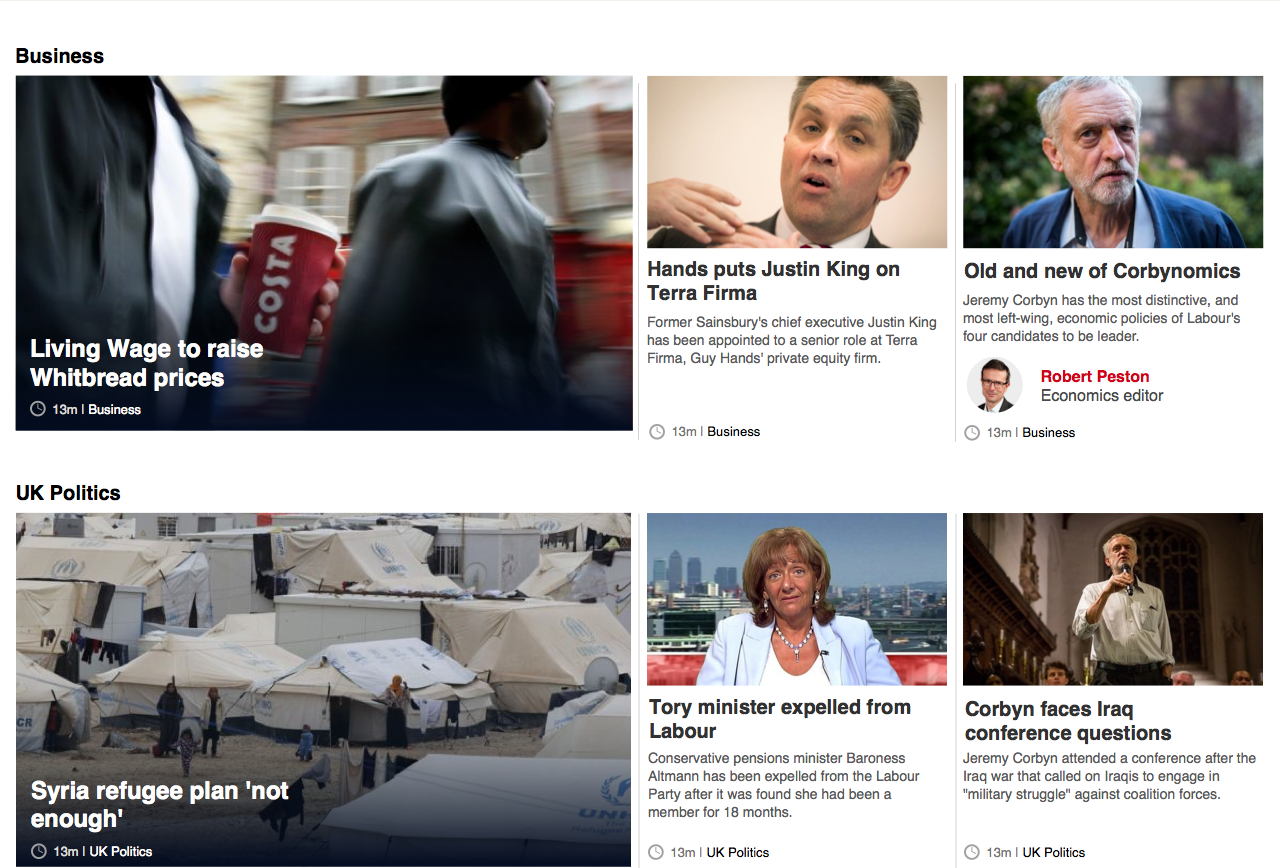 Business
COSTA
Living Wage to raise
Whitbread prices
13m | Business
Hands puts Justin King on
Terra Firma
Former Sainsbury's chief executive Justin King
has been appointed to a senior role at Terra
Firma, Guy Hands' private equity firm.
13m | Business
Old and new of Corbynomics
Jeremy Corbyn has the most distinctive, and
most left-wing, economic policies of Labour's
four candidates to be leader.
Robert Peston
Economics editor
13m | Business
UK Politics
UNHCR
Syria refugee plan 'not
enough'
13m | UK Politics
Tory minister expelled from
Labour
Conservative pensions minister Baroness
Altmann has been expelled from the Labour
Party after it was found she had been a
member for 18 months.
13m | UK Politics
Corbyn faces Iraq
conference questions
Jeremy Corbyn attended a conference after the
Iraq war that called on Iraqis to engage in
"military struggle" against coalition forces.
13m | UK Politics